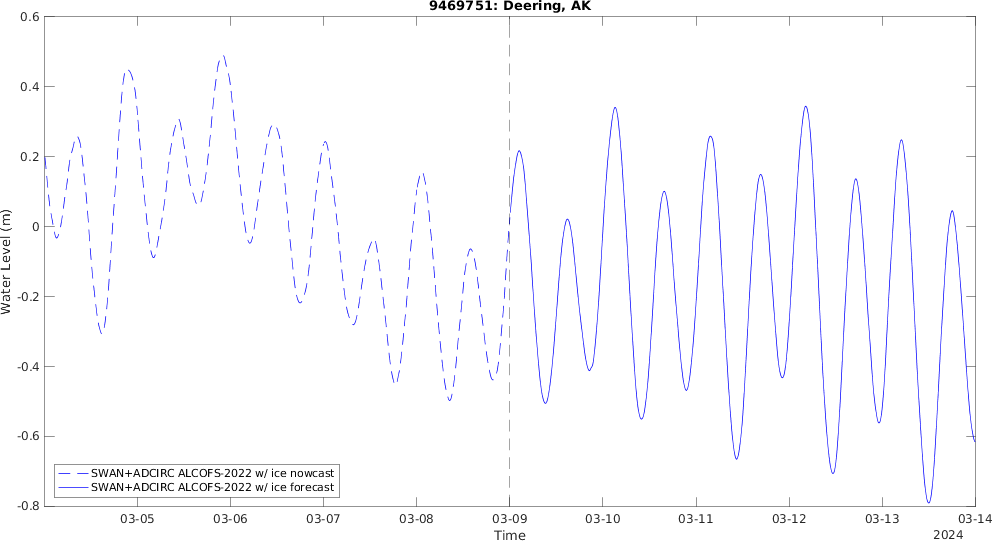 9469751: Deering, AK
0.6
0.4
0.2
0
-0.2
-0.4
-0.6
-0.8
Water Level (m)
SWAN+ADCIRC ALCOFS-2022 w/ ice nowcast
SWAN+ADCIRC ALCOFS-2022 w/ ice forecast
03-05 03-06 03-07 03-08 03-09 03-10 03-11 03-12 03-13 03-14
Time
2024